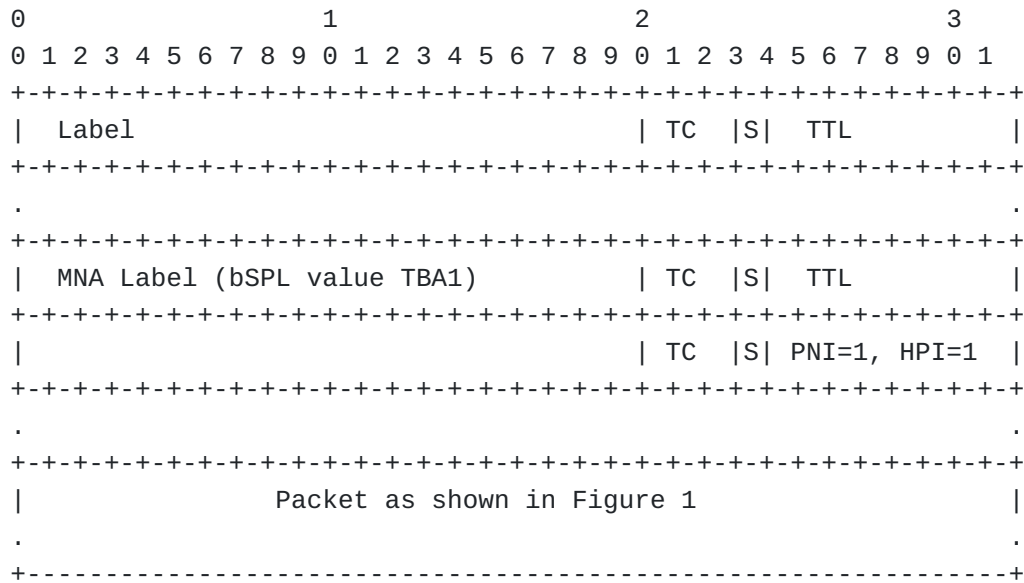 0                   1                   2                   3
0 1 2 3 4 5 6 7 8 9 0 1 2 3 4 5 6 7 8 9 0 1 2 3 4 5 6 7 8 9 0 1
+-+-+-+-+-+-+-+-+-+-+-+-+-+-+-+-+-+-+-+-+-+-+-+-+-+-+-+-+-+-+-+-+
|  Label                                | TC  |S|  TTL          |
+-+-+-+-+-+-+-+-+-+-+-+-+-+-+-+-+-+-+-+-+-+-+-+-+-+-+-+-+-+-+-+-+
.                                                               .
+-+-+-+-+-+-+-+-+-+-+-+-+-+-+-+-+-+-+-+-+-+-+-+-+-+-+-+-+-+-+-+-+
|  MNA Label (bSPL value TBA1)          | TC  |S|  TTL          |
+-+-+-+-+-+-+-+-+-+-+-+-+-+-+-+-+-+-+-+-+-+-+-+-+-+-+-+-+-+-+-+-+
|                                       | TC  |S| PNI=1, HPI=1  |
+-+-+-+-+-+-+-+-+-+-+-+-+-+-+-+-+-+-+-+-+-+-+-+-+-+-+-+-+-+-+-+-+
.                                                               .
+-+-+-+-+-+-+-+-+-+-+-+-+-+-+-+-+-+-+-+-+-+-+-+-+-+-+-+-+-+-+-+-+
|                Packet as shown in Figure 1                    |
.                                                               .
+---------------------------------------------------------------+